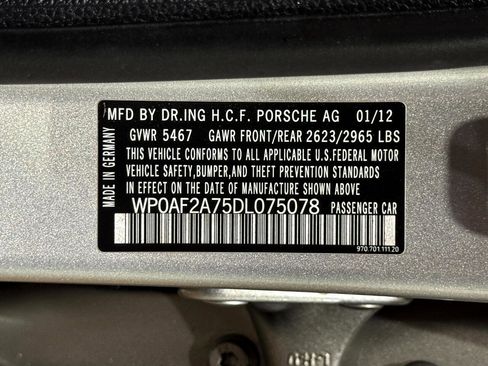 MFD BY DR.ING H.C.F. PORSCHE AG 01/12
GVWR 5467 GAWR FRONT/REAR 2623/2965 LBS
THIS VEHICLE CONFORMS TO ALL APPLICABLE U.S.FEDERAL MOTOR
VEHICLE SAFETY,BUMPER,AND THEFT PREVENTION STANDARDS
IN EFFECT ON THE DATE OF MANUFACTURE SHOWN ABOVE
WP0AF2A75DL075078 PASSENGER CAR
MADE IN GERMANY
970.701.111.20